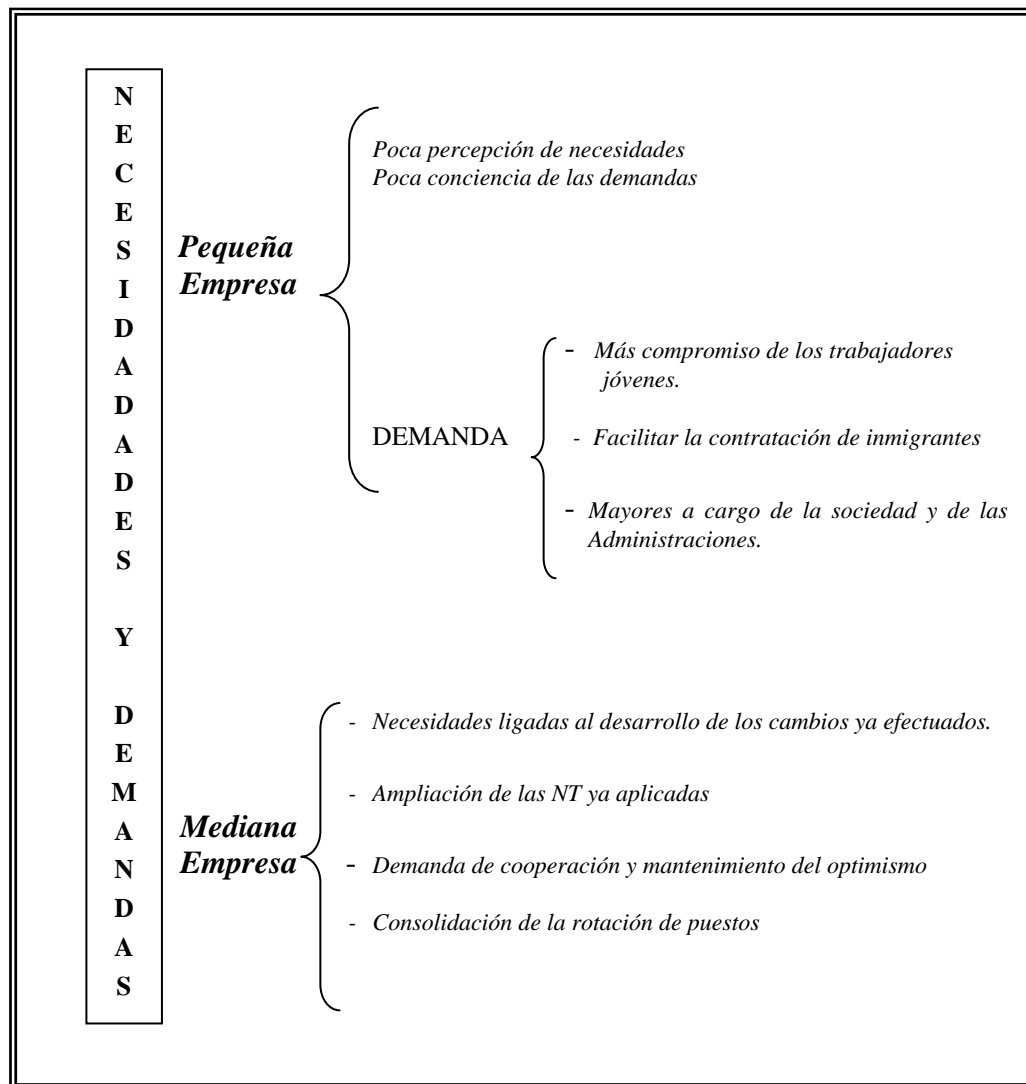 NECESIDADADES Y DEMANDAS
Pequeña
Empresa
Poca percepción de necesidades
Poca conciencia de las demandas
DEMANDA
- Más compromiso de los trabajadores
jóvenes.
- Facilitar la contratación de inmigrantes
- Mayores a cargo de la sociedad y de las
Administraciones.
Mediana
Empresa
- Necesidades ligadas al desarrollo de los cambios ya efectuados.
- Ampliación de las NT ya aplicadas
- Demanda de cooperación y mantenimiento del optimismo
- Consolidación de la rotación de puestos